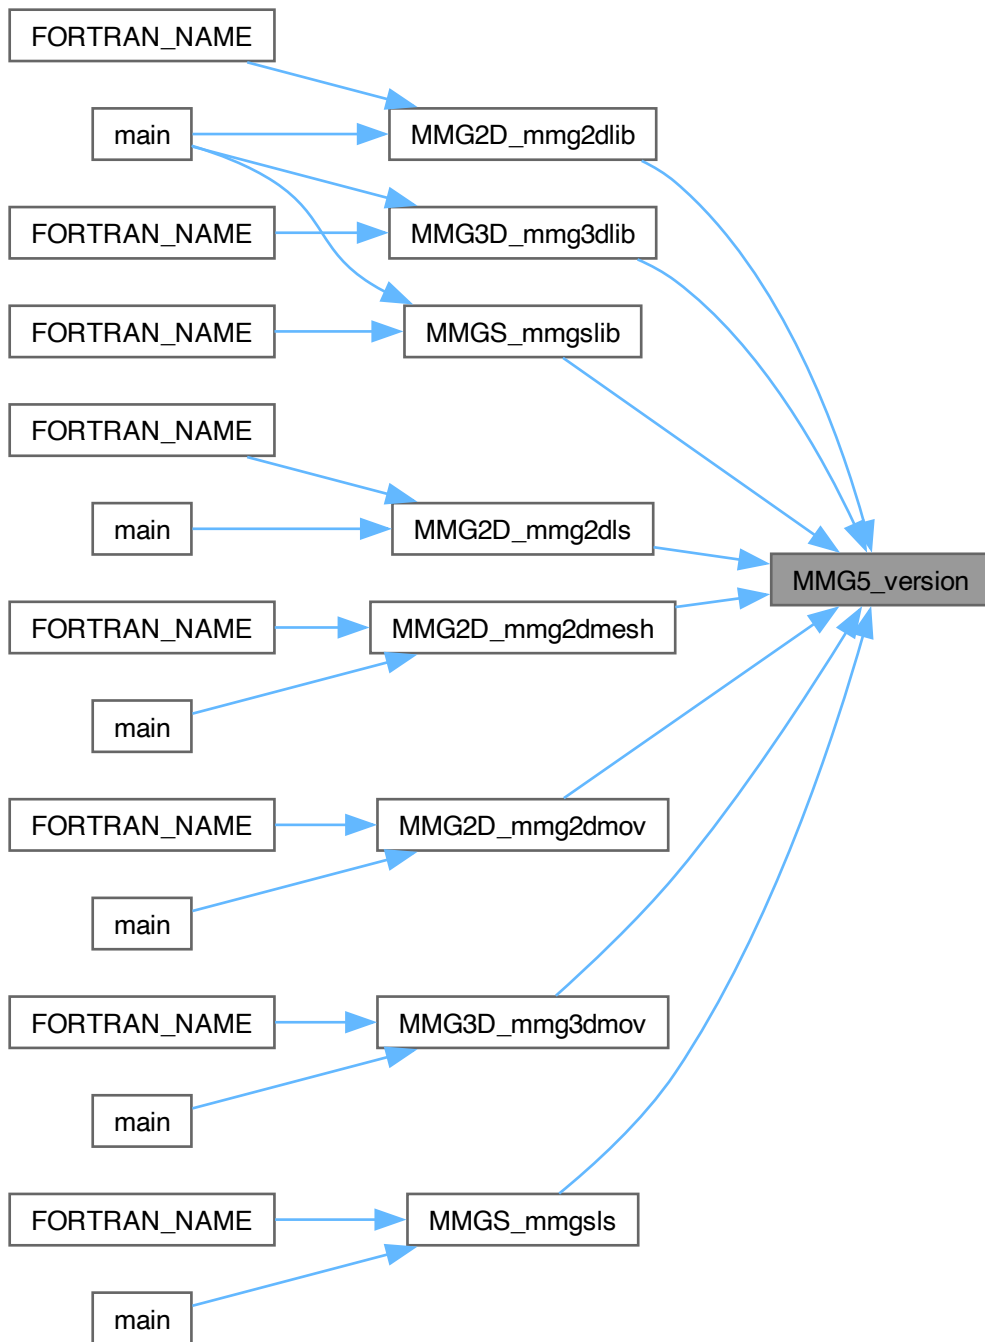 FORTRAN_NAME
main
MMG2D_mmg2dlib
FORTRAN_NAME
MMG3D_mmg3dlib
FORTRAN_NAME
MMGS_mmgslib
FORTRAN_NAME
main
MMG2D_mmg2dls
MMG5_version
FORTRAN_NAME
MMG2D_mmg2dmesh
main
FORTRAN_NAME
MMG2D_mmg2dmov
main
FORTRAN_NAME
MMG3D_mmg3dmov
main
FORTRAN_NAME
MMGS_mmgsls
main